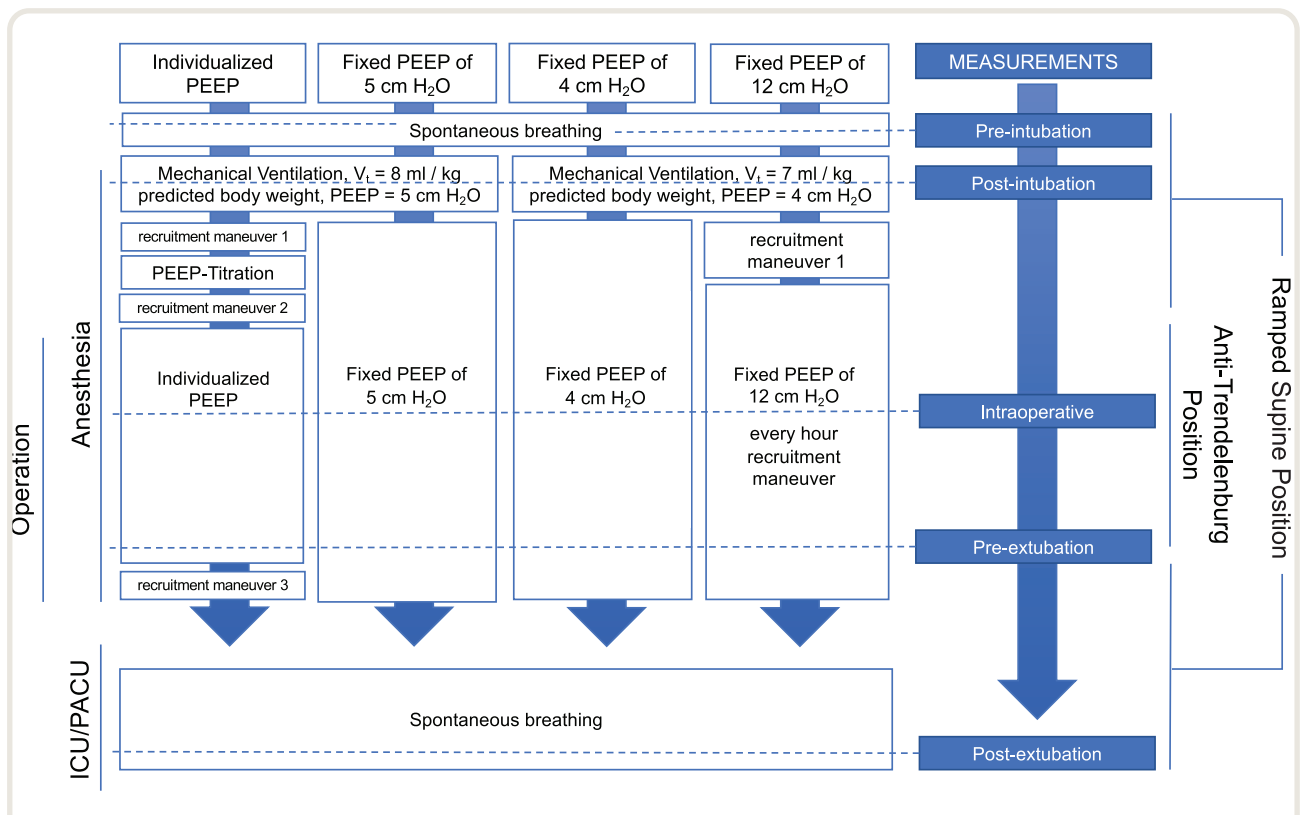 Individualized
PEEP
Fixed PEEP of
5 cm H₂O
Fixed PEEP of
4 cm H₂O
Fixed PEEP of
12 cm H₂O
MEASUREMENTS
Spontaneous breathing
Pre-intubation
Mechanical Ventilation, Vₜ = 8 ml / kg
predicted body weight, PEEP = 5 cm H₂O
Mechanical Ventilation, Vₜ = 7 ml / kg
predicted body weight, PEEP = 4 cm H₂O
Post-intubation
recruitment maneuver 1
PEEP-Titration
recruitment maneuver 2
recruitment
maneuver 1
Individualized
PEEP
Fixed PEEP of
5 cm H₂O
Fixed PEEP of
4 cm H₂O
Fixed PEEP of
12 cm H₂O
every hour
recruitment
maneuver
Intraoperative
Pre-extubation
recruitment maneuver 3
Spontaneous breathing
Post-extubation
Operation
Anesthesia
ICU/PACU
Anti-Trendelenburg
Position
Ramped Supine Position